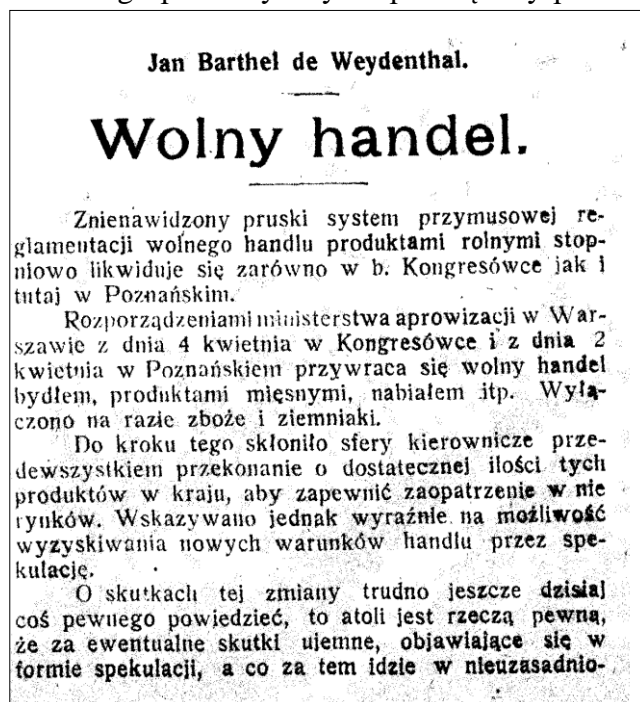 Jan Barthel de Weydenthal.
Wolny handel.
Znienawidzony pruski system przymusowej re-
glamentacji wolnego handlu produktami rolnymi stop-
niowo likwiduje się zarówno w b. Kongresówce jak i
tutaj w Poznańskim.
Rozporządzeniami ministerstwa aprowizacji w War-
szawie z dnia 4 kwietnia w Kongresówce i z dnia 2
kwietnia w Poznańskiem przywraca się wolny handel
bydłem, produktami mięsnymi, nabiałem itp. Wyłą-
czono na razie zboże i ziemniaki.
Do kroku tego skłoniło sfery kierownicze prze-
dewszystkiem przekonanie o dostatecznej ilości tych
produktów w kraju, aby zapewnić zaopatrzenie w nie
rynków. Wskazywano jednak wyraźnie na możliwość
wyzyskiwania nowych warunków handlu przez spe-
kulację.
O skutkach tej zmiany trudno jeszcze dzisiaj
coś pewnego powiedzieć, to atoli jest rzeczą pewną,
że za ewentualne skutki ujemne, objawiające się w
formie spekulacji, a co za tem idzie w nieuzasadnio-